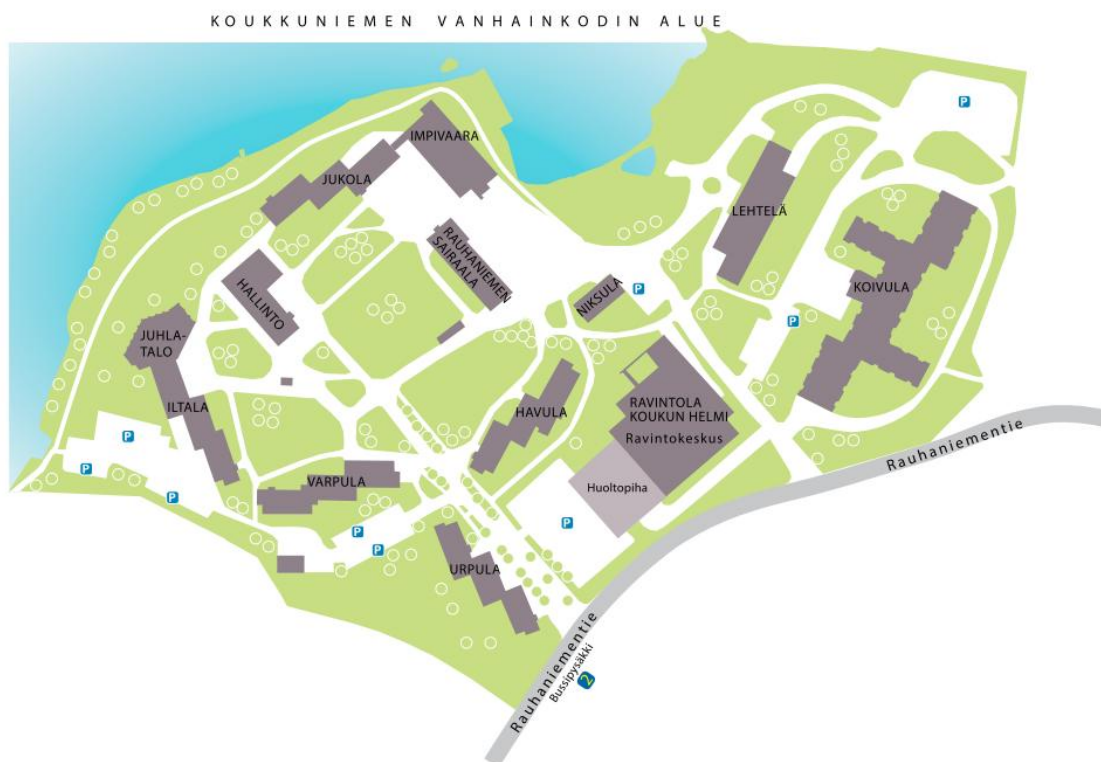 KOUKKUNIEMEN VANHAINKODIN ALUE
P
IMPIVAARA
JUKOLA
LEHTELÄ
RAUHANIEMEN
SAIRAALA
HALLINTO
NIKSULA
P
KOIVULA
P
JUHLA-
TALO
ILTALA
HAVULA
RAVINTOLA
KOUKUN HELMI
Ravintokeskus
P
P
P
VARPULA
Huoltopiha
Rauhaniementie
P
P
P
URPULA
Rauhaniementie
Bussipysäkki
2